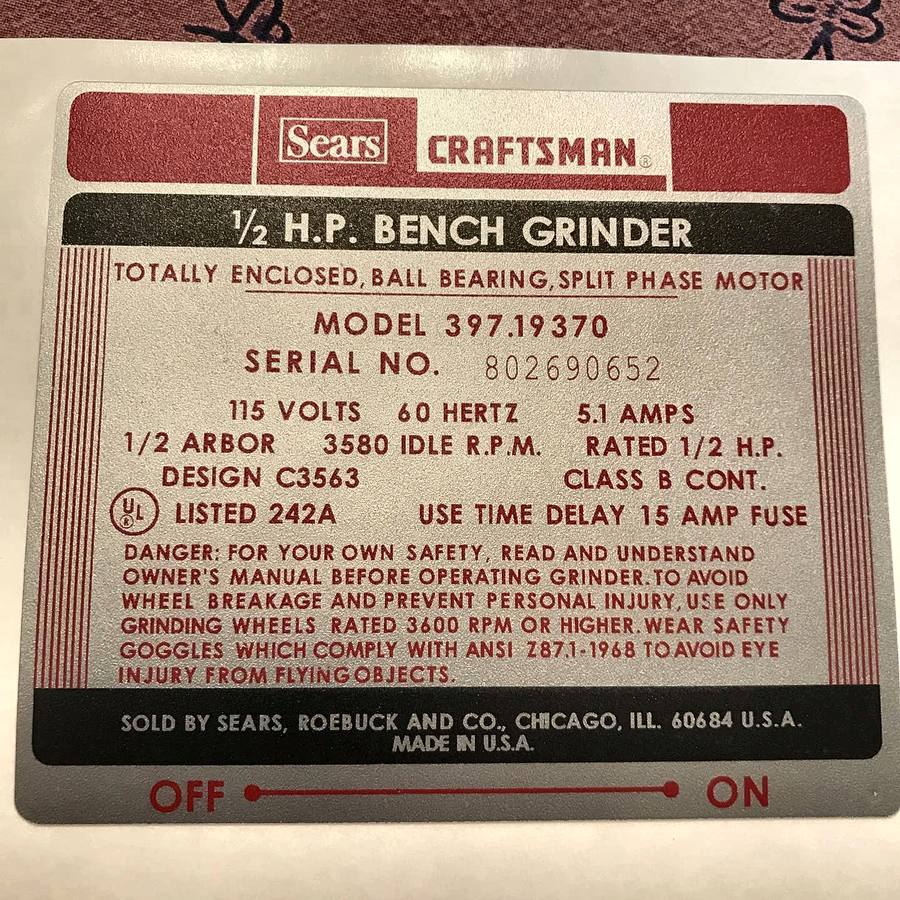 Sears CRAFTSMAN®
½ H.P. BENCH GRINDER
TOTALLY ENCLOSED, BALL BEARING, SPLIT PHASE MOTOR
MODEL 397.19370
SERIAL NO. 802690652
115 VOLTS 60 HERTZ 5.1 AMPS
1/2 ARBOR 3580 IDLE R.P.M. RATED 1/2 H.P.
DESIGN C3563 CLASS B CONT.
UL ® LISTED 242A USE TIME DELAY 15 AMP FUSE
DANGER: FOR YOUR OWN SAFETY, READ AND UNDERSTAND
OWNER'S MANUAL BEFORE OPERATING GRINDER. TO AVOID
WHEEL BREAKAGE AND PREVENT PERSONAL INJURY, USE ONLY
GRINDING WHEELS RATED 3600 RPM OR HIGHER. WEAR SAFETY
GOGGLES WHICH COMPLY WITH ANSI Z87.1-1968 TO AVOID EYE
INJURY FROM FLYING OBJECTS.
SOLD BY SEARS, ROEBUCK AND CO., CHICAGO, ILL. 60684 U.S.A.
MADE IN U.S.A.
OFF ON